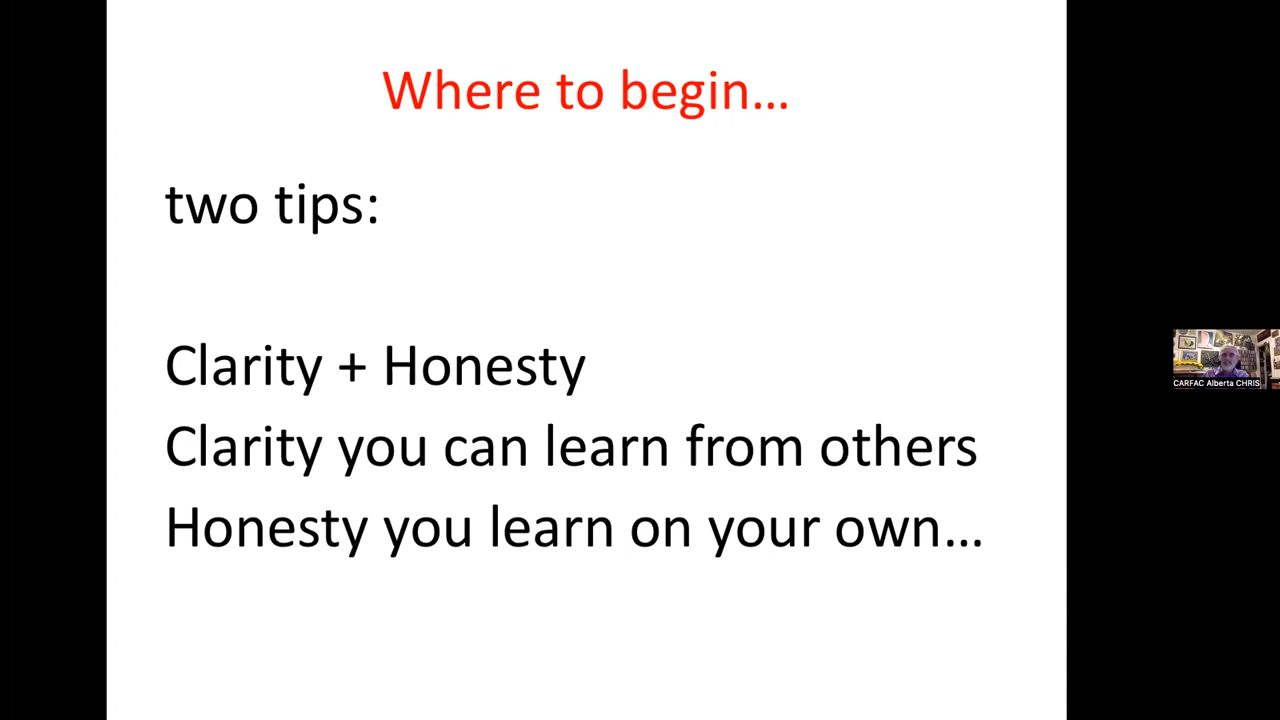 Where to begin...
two tips:
Clarity + Honesty
Clarity you can learn from others
Honesty you learn on your own...
CARFAC Alberta CHRIS